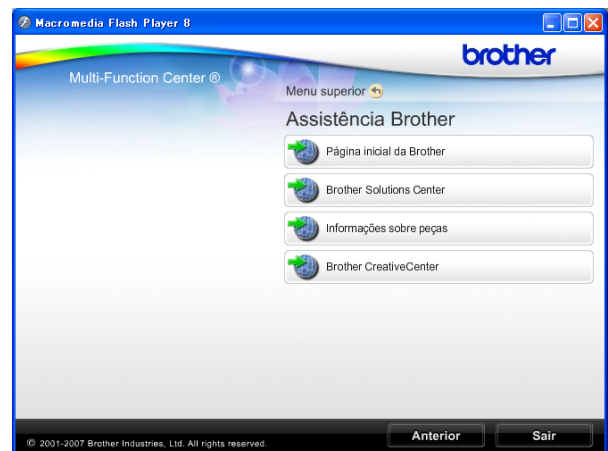 Macromedia Flash Player 8
brother
Multi-Function Center ®
Menu superior
Assistência Brother
Página inicial da Brother
Brother Solutions Center
Informações sobre peças
Brother CreativeCenter
© 2001-2007 Brother Industries, Ltd. All rights reserved.
Anterior
Sair